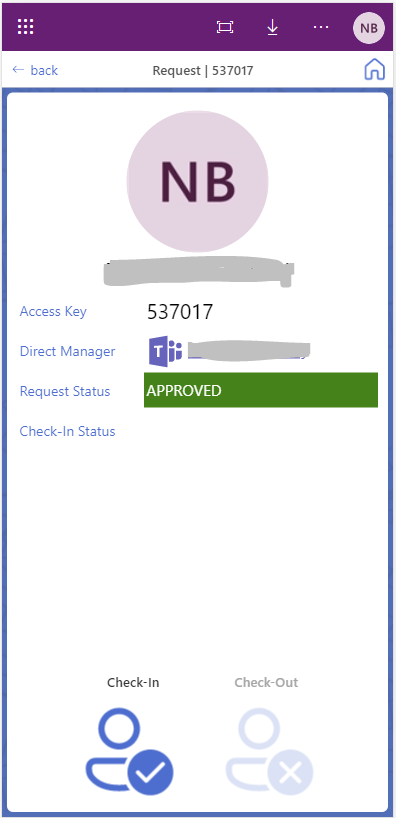 NB
← back
Request | 537017
NB
Access Key 537017
Direct Manager T
Request Status APPROVED
Check-In Status
Check-In Check-Out